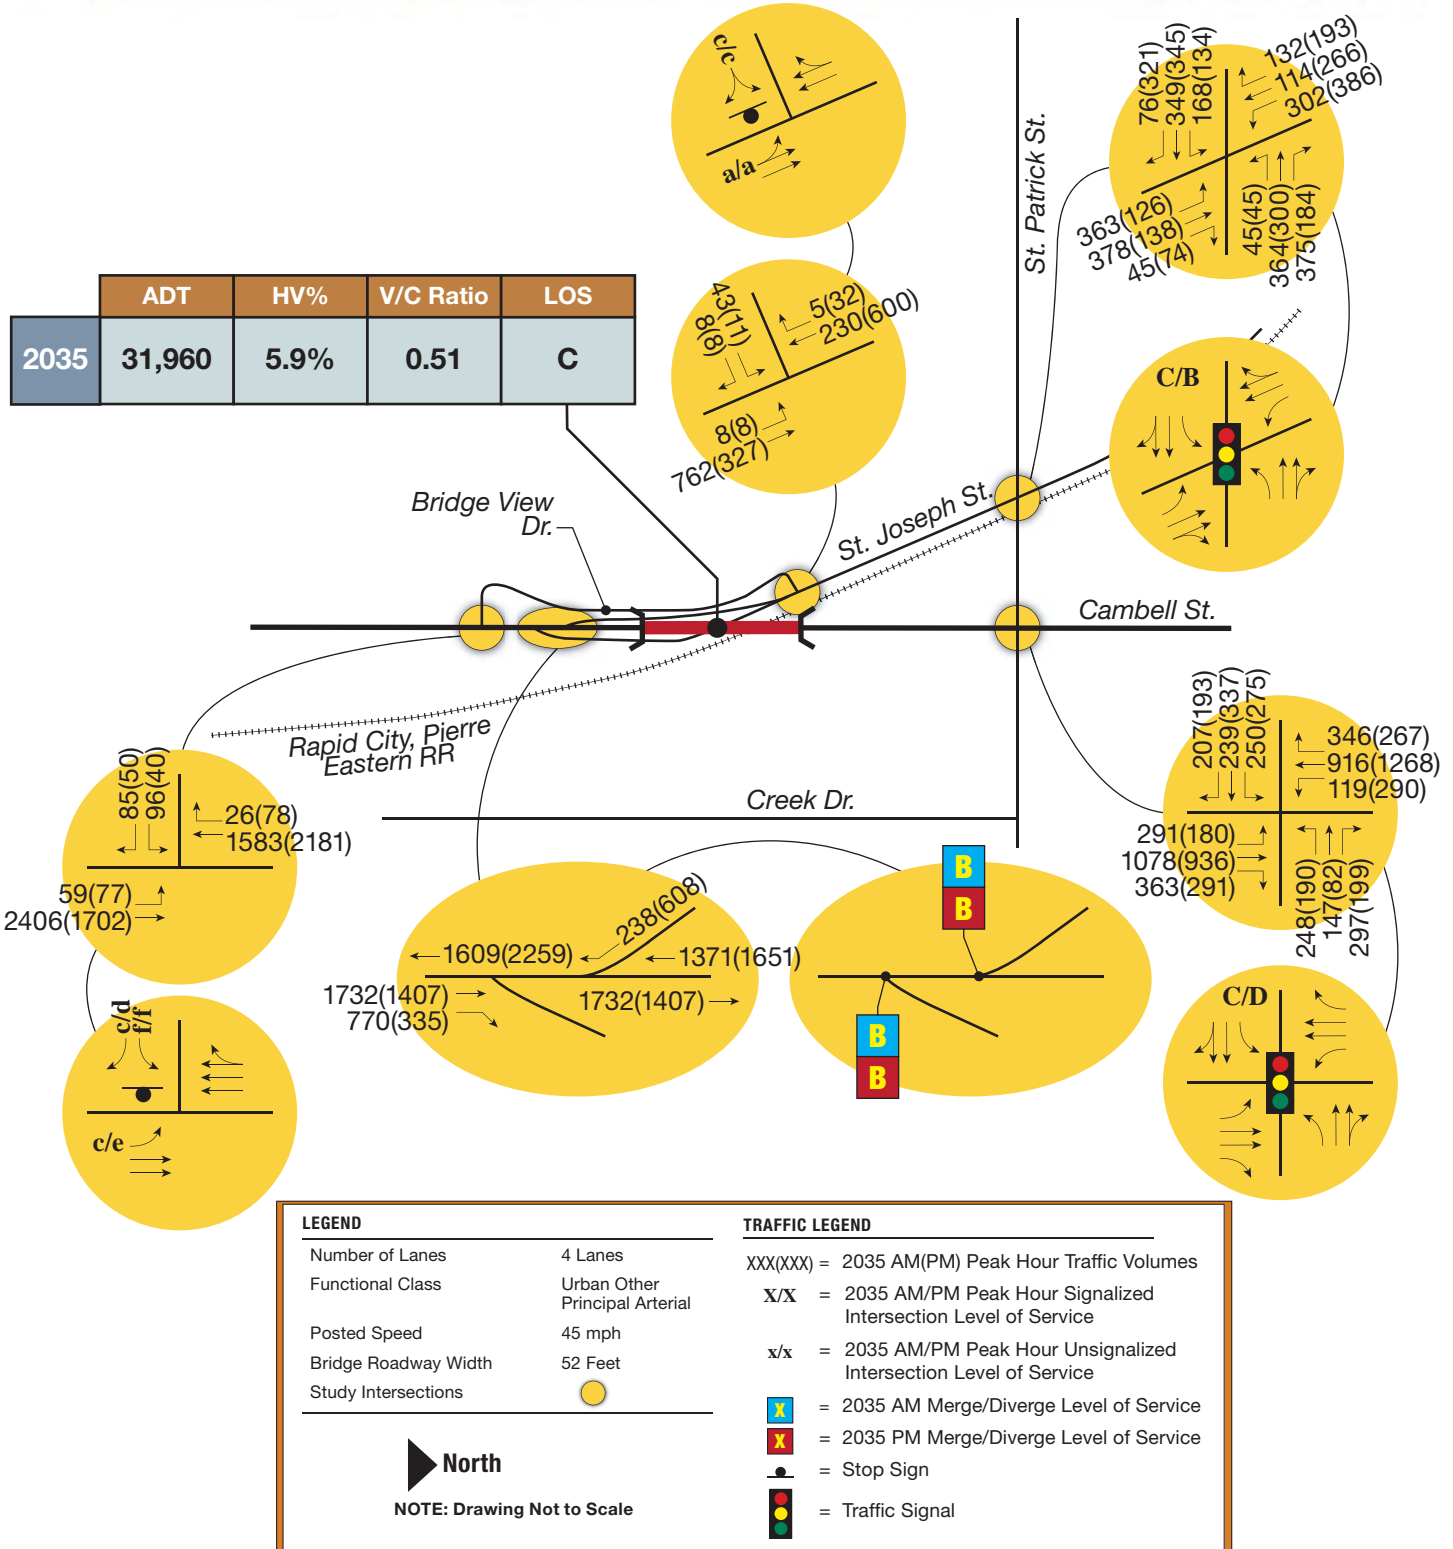 c/c
a/a
132(193)
114(266)
302(386)
76(321)
349(345)
168(134)
363(126)
378(138)
45(74)
45(45)
364(300)
375(184)
St. Patrick St.
ADT HV% V/C Ratio LOS
2035 31,960 5.9% 0.51 C
43(11)
8(8)
5(32)
230(600)
8(8)
762(327)
C/B
Bridge View
Dr.
St. Joseph St.
Cambell St.
Rapid City, Pierre
Eastern RR
Creek Dr.
85(50)
96(40)
26(78)
1583(2181)
59(77)
2406(1702)
207(193)
239(337)
250(275)
346(267)
916(1268)
119(290)
291(180)
1078(936)
363(291)
248(190)
147(82)
297(199)
238(608)
1609(2259)
1371(1651)
1732(1407)
770(335)
1732(1407)
B
B
B
B
c/d
f/f
c/e
C/D
LEGEND
Number of Lanes 4 Lanes
Functional Class Urban Other
Principal Arterial
Posted Speed 45 mph
Bridge Roadway Width 52 Feet
Study Intersections
North
NOTE: Drawing Not to Scale
TRAFFIC LEGEND
XXX(XXX) = 2035 AM(PM) Peak Hour Traffic Volumes
X/X = 2035 AM/PM Peak Hour Signalized
Intersection Level of Service
x/x = 2035 AM/PM Peak Hour Unsignalized
Intersection Level of Service
X = 2035 AM Merge/Diverge Level of Service
X = 2035 PM Merge/Diverge Level of Service
= Stop Sign
= Traffic Signal